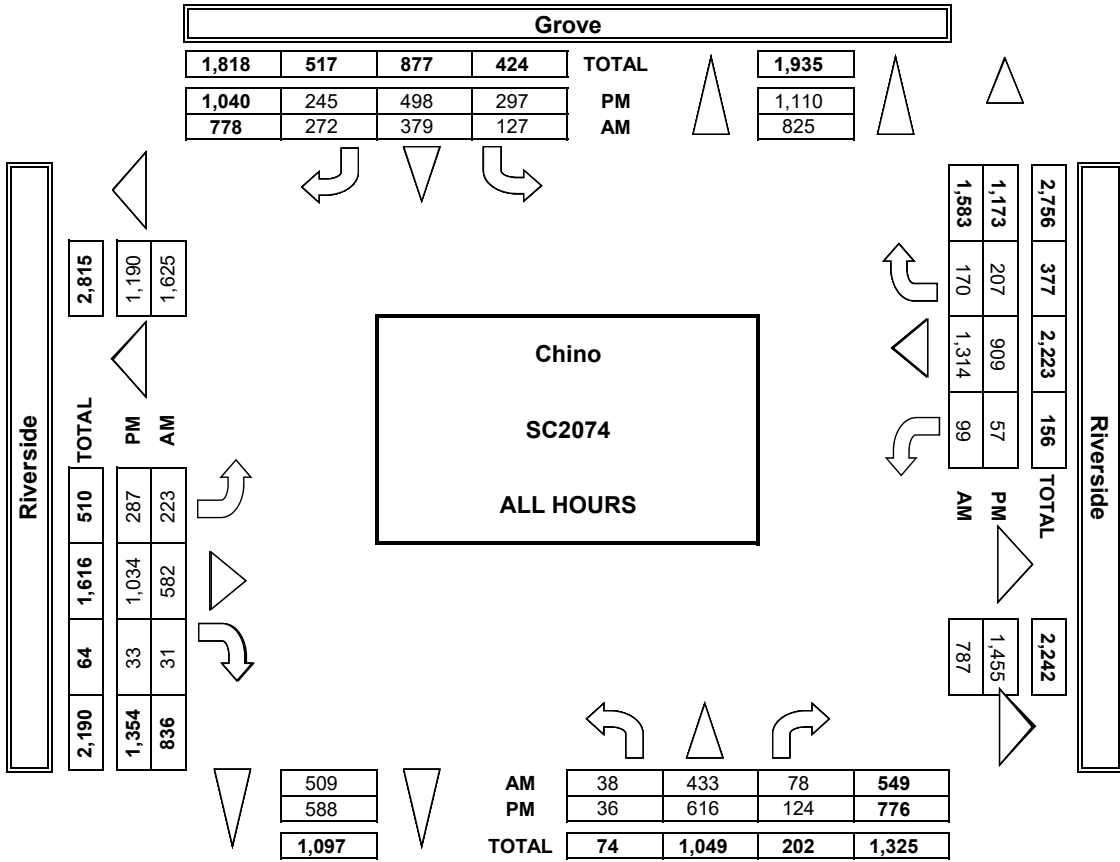 Grove
1,818 517 877 424 TOTAL 1,935
1,040 245 498 297 PM 1,110
778 272 379 127 AM 825
Riverside
2,815
1,190
1,625
TOTAL 510 1,616 64 2,190
PM 287 1,034 33 1,354
AM 223 582 31 836
Chino
SC2074
ALL HOURS
2,756 377 2,223 156 TOTAL 2,242
1,173 207 909 57 PM 1,455
1,583 170 1,314 99 AM 787
Riverside
509 AM 38 433 78 549
588 PM 36 616 124 776
1,097 TOTAL 74 1,049 202 1,325